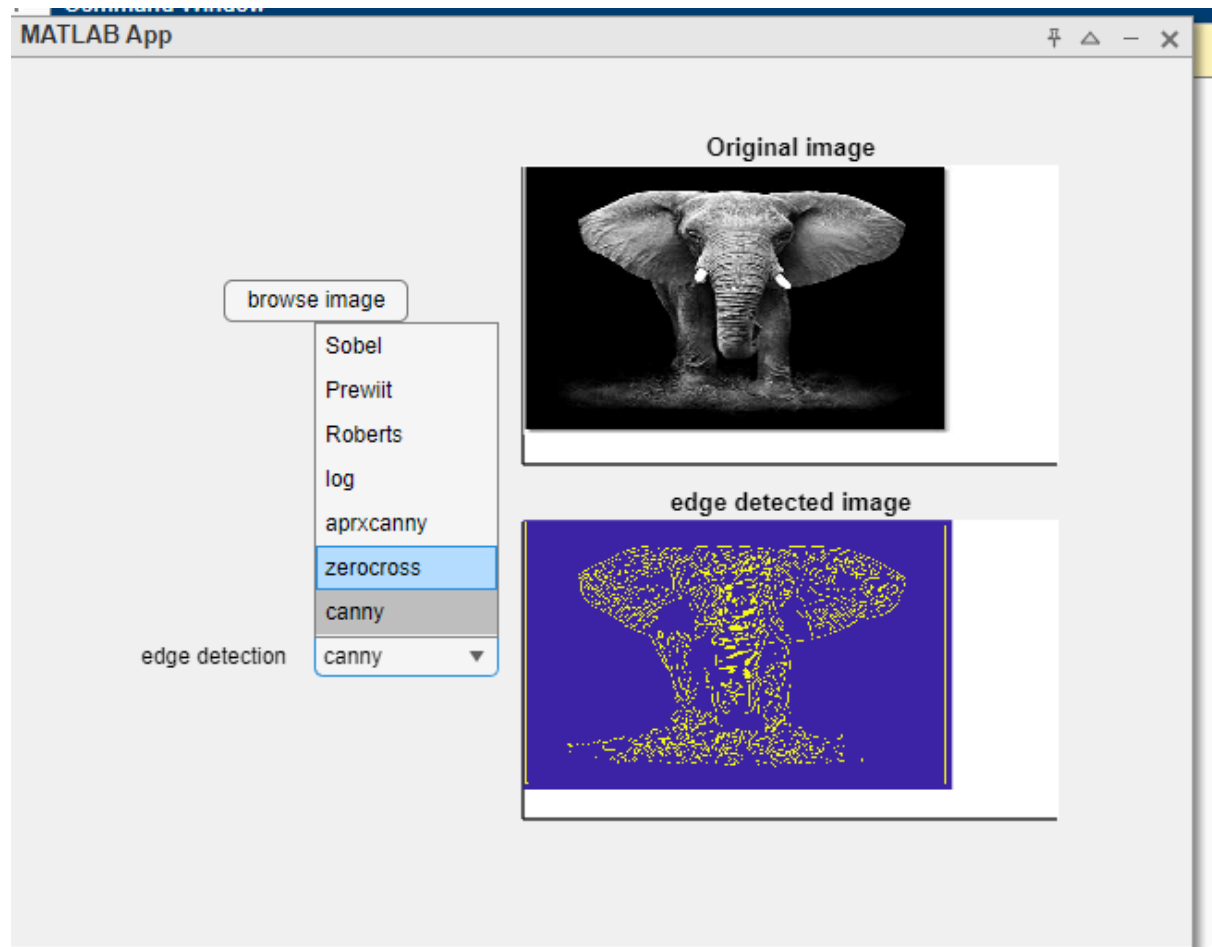 MATLAB App
Original image
browse image
Sobel
Prewiit
Roberts
log
aprxcanny
zerocross
canny
edge detection
canny
edge detected image